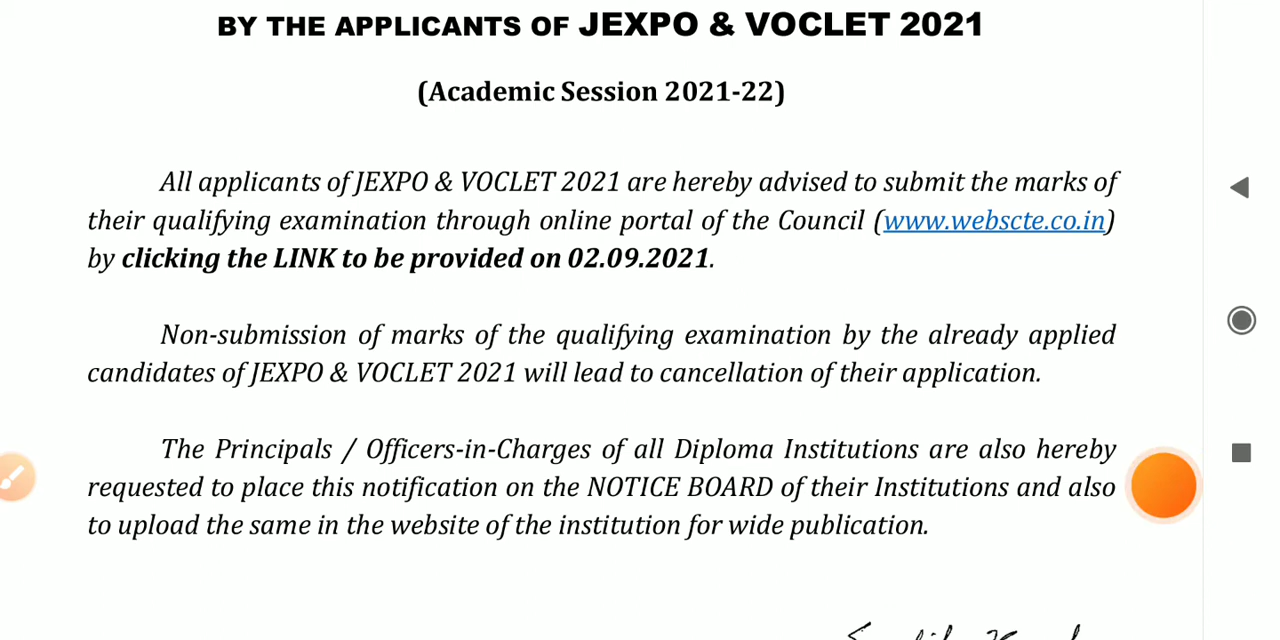 BY THE APPLICANTS OF JEXPO & VOCLET 2021
(Academic Session 2021-22)
All applicants of JEXPO & VOCLET 2021 are hereby advised to submit the marks of
their qualifying examination through online portal of the Council (www.webscte.co.in)
by clicking the LINK to be provided on 02.09.2021.
Non-submission of marks of the qualifying examination by the already applied
candidates of JEXPO & VOCLET 2021 will lead to cancellation of their application.
The Principals / Officers-in-Charges of all Diploma Institutions are also hereby
requested to place this notification on the NOTICE BOARD of their Institutions and also
to upload the same in the website of the institution for wide publication.